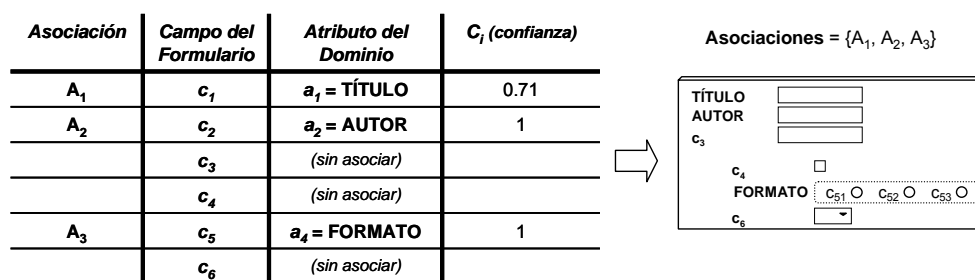 Asociación Campo del Formulario Atributo del Dominio Ci (confianza)
A1 c1 a1 = TÍTULO 0.71
A2 c2 a2 = AUTOR 1
c3 (sin asociar)
c4 (sin asociar)
A3 c5 a4 = FORMATO 1
c6 (sin asociar)
Asociaciones = {A1, A2, A3}
TÍTULO
AUTOR
c3
c4
FORMATO c51 c52 c53
c6